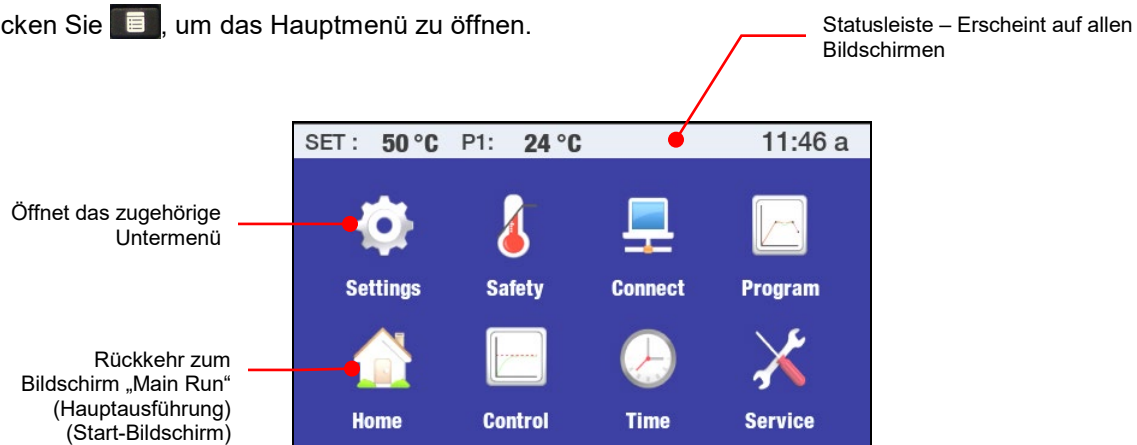 cken Sie , um das Hauptmenü zu öffnen.
Statusleiste – Erscheint auf allen
Bildschirmen
SET : 50 °C P1: 24 °C 11:46 a
Öffnet das zugehörige
Untermenü
Settings Safety Connect Program
Rückkehr zum
Bildschirm „Main Run“
(Hauptausführung)
(Start-Bildschirm)
Home Control Time Service